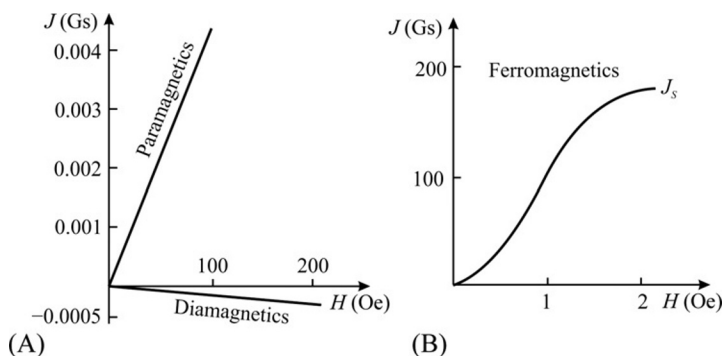 J (Gs)
0.004
0.003
0.002
0.001
−0.0005
Paramagnetics
100
200
H (Oe)
Diamagnetics
(A)
J (Gs)
200
100
Ferromagnetics
J_s
1
2
H (Oe)
(B)